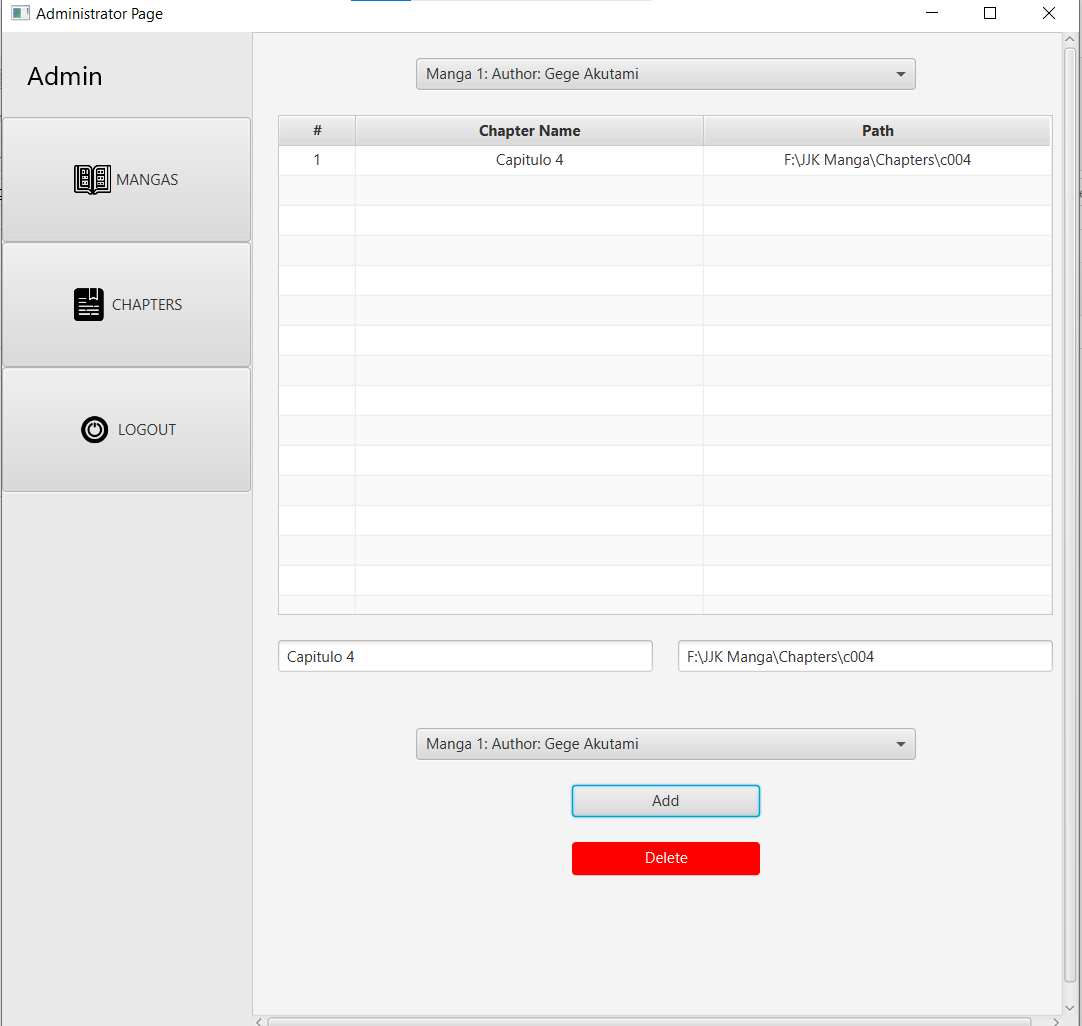 Administrator Page
Admin
MANGAS
CHAPTERS
LOGOUT
Manga 1: Author: Gege Akutami
# Chapter Name Path
1 Capitulo 4 F:\JJK Manga\Chapters\c004
Capitulo 4 F:\JJK Manga\Chapters\c004
Manga 1: Author: Gege Akutami
Add
Delete